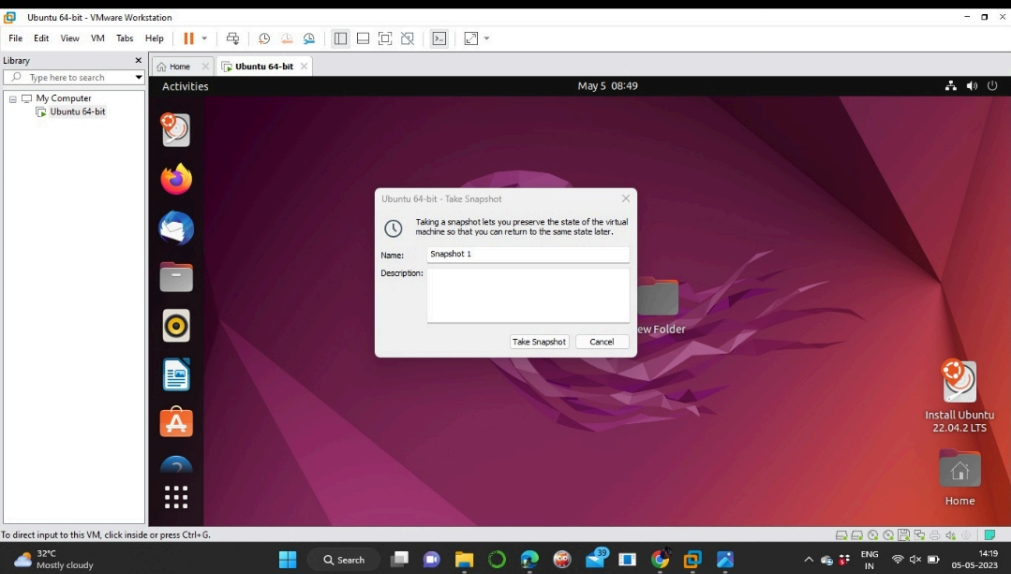 Ubuntu 64-bit - VMware Workstation
File Edit View VM Tabs Help
Library
Type here to search
Home
Ubuntu 64-bit
My Computer
Ubuntu 64-bit
Activities
May 5 08:49
Ubuntu 64-bit - Take Snapshot
Taking a snapshot lets you preserve the state of the virtual
machine so that you can return to the same state later.
Name:
Snapshot 1
Description:
Take Snapshot
Cancel
ew Folder
Install Ubuntu
22.04.2 LTS
Home
To direct input to this VM, click inside or press Ctrl+G.
32°C
Mostly cloudy
Search
39
ENG
IN
14:19
05-05-2023